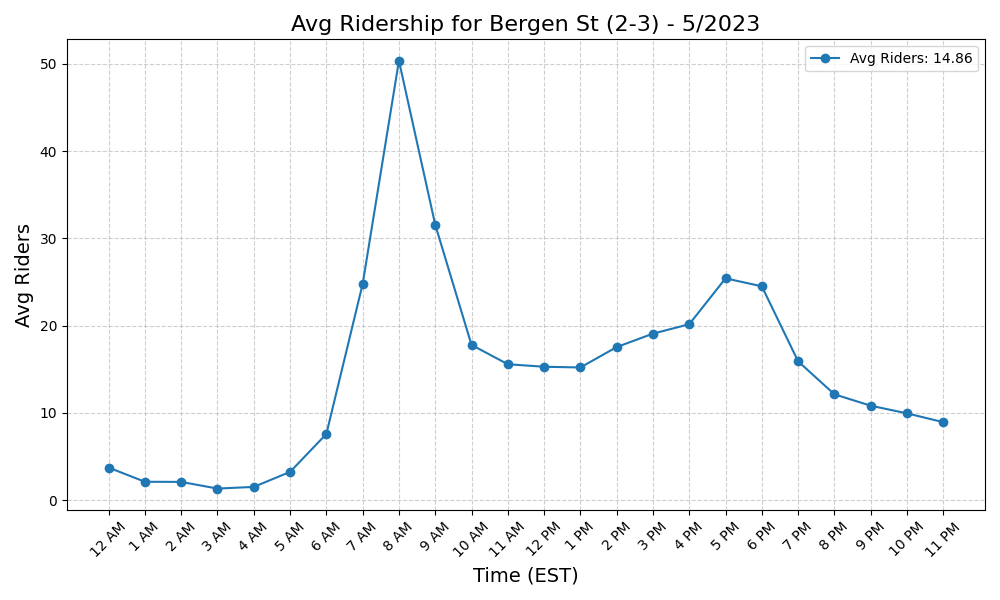 Avg Ridership for Bergen St (2-3) - 5/2023
Avg Riders: 14.86
Avg Riders
50
40
30
20
10
0
12 AM
1 AM
2 AM
3 AM
4 AM
5 AM
6 AM
7 AM
8 AM
9 AM
10 AM
11 AM
12 PM
1 PM
2 PM
3 PM
4 PM
5 PM
6 PM
7 PM
8 PM
9 PM
10 PM
11 PM
Time (EST)